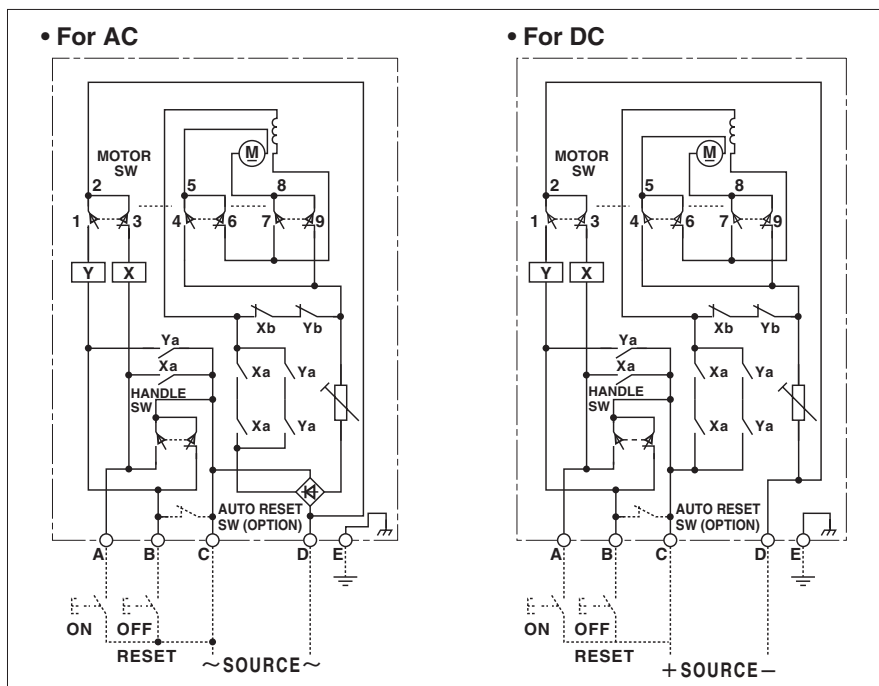 • For AC
MOTOR
SW
M
2
5
8
1
3
4
6
7
9
Y
X
Xb
Yb
Ya
Xa
HANDLE
SW
Xa
Ya
Xa
Ya
AUTO RESET
SW (OPTION)
A
B
C
D
E
ON
OFF
RESET
~SOURCE~
• For DC
MOTOR
SW
M
2
5
8
1
3
4
6
7
9
Y
X
Xb
Yb
Ya
Xa
HANDLE
SW
Xa
Ya
Xa
Ya
AUTO RESET
SW (OPTION)
A
B
C
D
E
ON
OFF
RESET
+SOURCE−